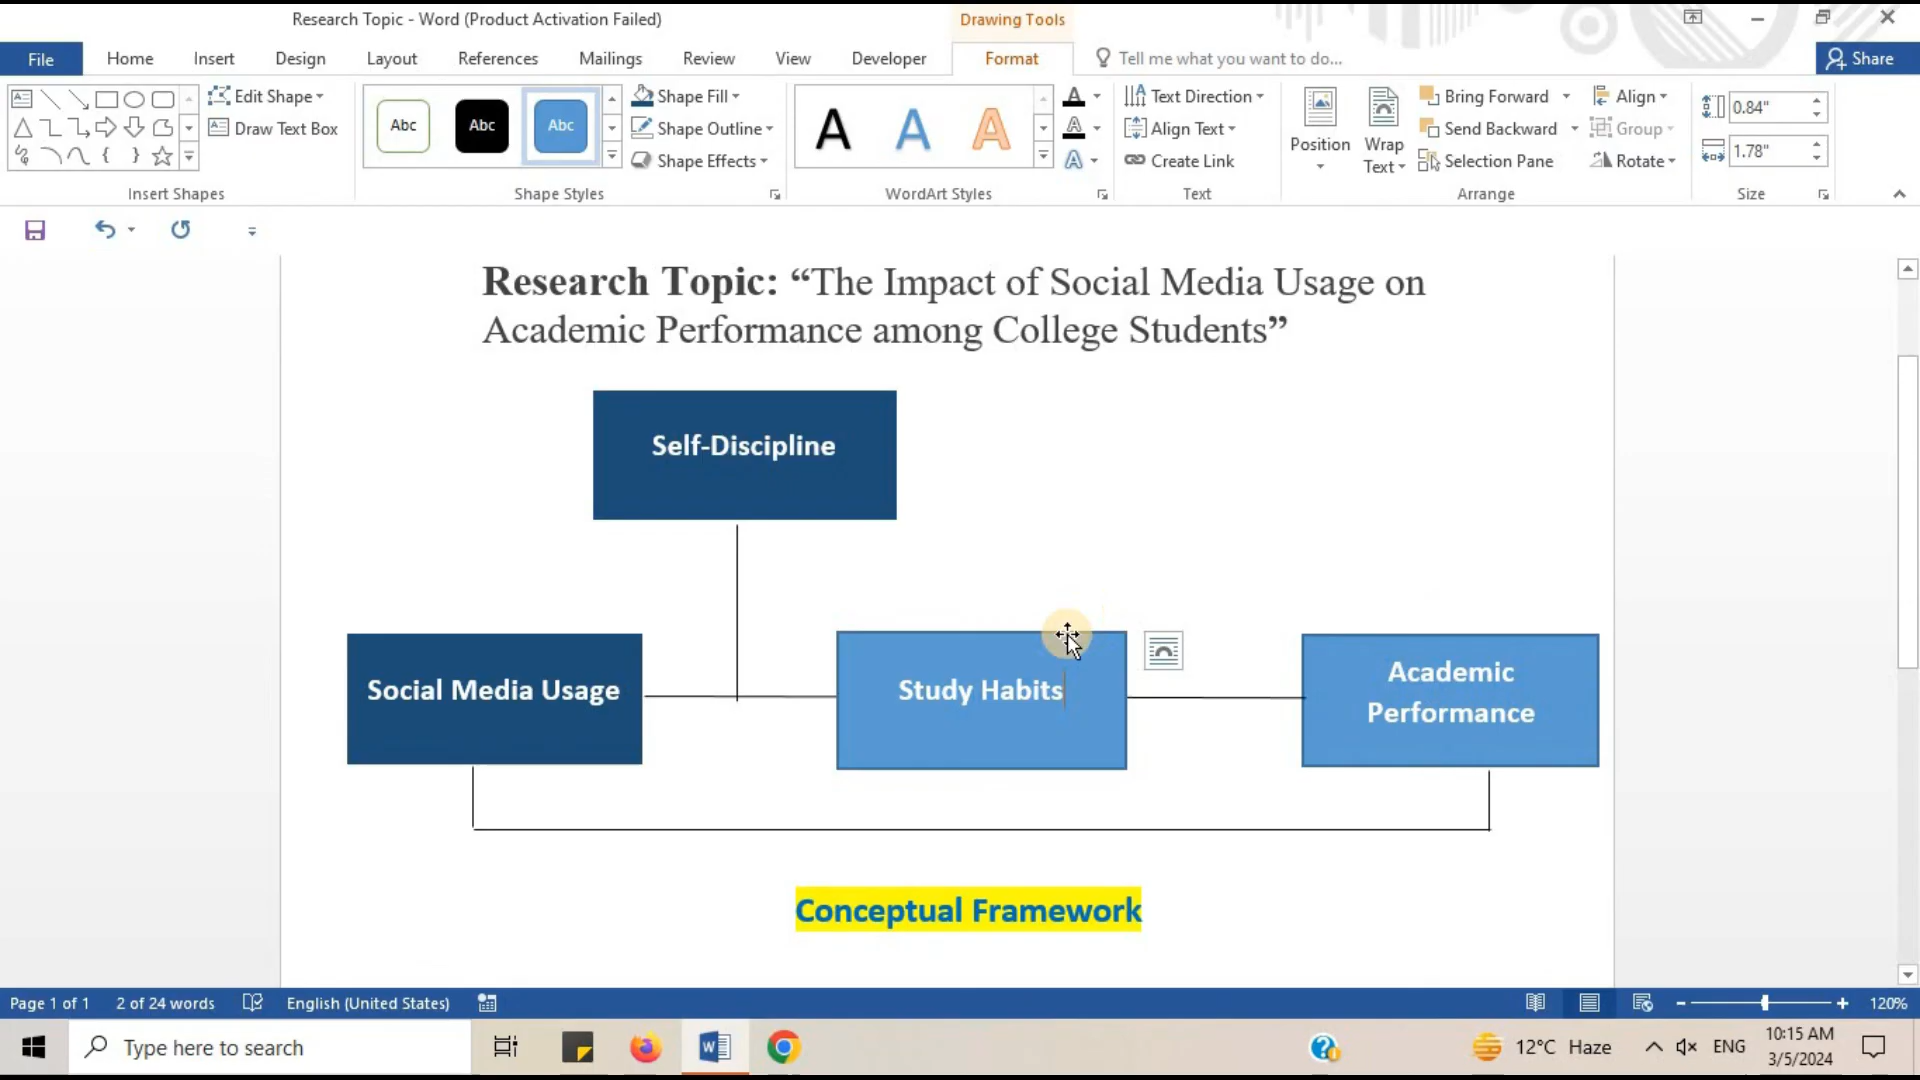 Research Topic - Word (Product Activation Failed)
Drawing Tools
File
Home
Insert
Design
Layout
References
Mailings
Review
View
Developer
Format
Tell me what you want to do...
Share
Edit Shape
Draw Text Box
Insert Shapes
Abc
Abc
Abc
Shape Fill
Shape Outline
Shape Effects
Shape Styles
A
A
A
WordArt Styles
A
A
A
Text Direction
Align Text
Create Link
Text
Position
Wrap
Text
Bring Forward
Send Backward
Selection Pane
Align
Group
Rotate
Arrange
0.84"
1.78"
Size
Research Topic: “The Impact of Social Media Usage on
Academic Performance among College Students”
Self-Discipline
Social Media Usage
Study Habits
Academic
Performance
Conceptual Framework
Page 1 of 1
2 of 24 words
English (United States)
120%
Type here to search
12°C Haze
ENG
10:15 AM
3/5/2024